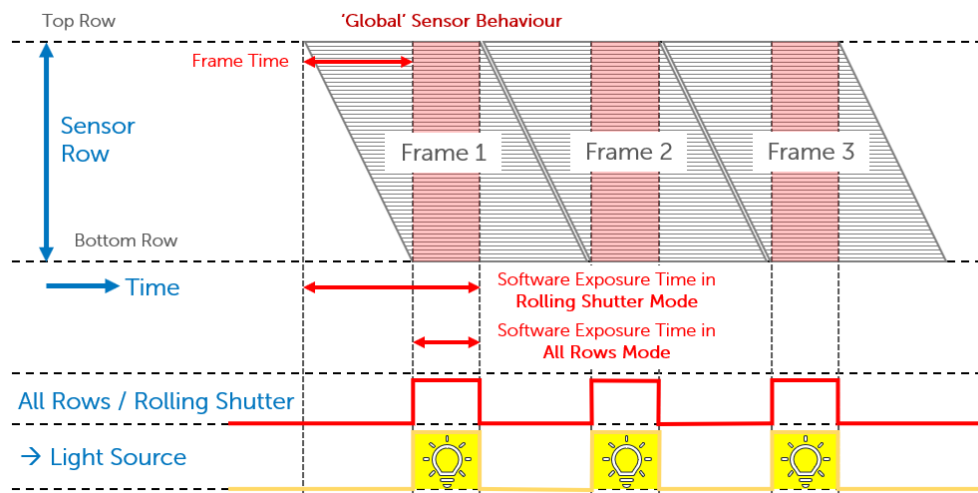 Top Row
'Global' Sensor Behaviour
Frame Time
Sensor
Row
Frame 1
Frame 2
Frame 3
Bottom Row
Time
Software Exposure Time in
Rolling Shutter Mode
Software Exposure Time in
All Rows Mode
All Rows / Rolling Shutter
→ Light Source